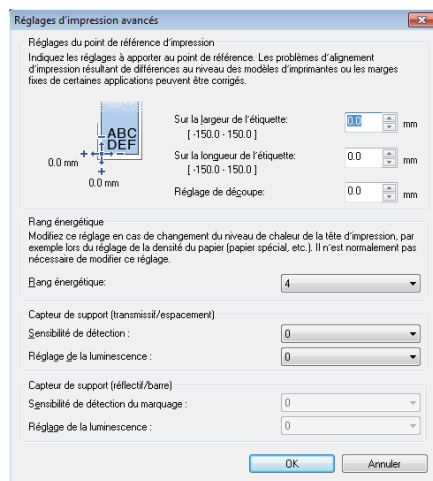 Réglages d'impression avancés
Réglages du point de référence d'impression
Indiquez les réglages à apporter au point de référence. Les problèmes d'alignement
d'impression résultant de différences au niveau des modèles d'imprimantes ou les marges
fixes de certaines applications peuvent être corrigés.
ABC
DEF
0.0 mm
0.0 mm
Sur la largeur de l'étiquette:
[ -150.0 - 150.0 ]
0.0 mm
Sur la longueur de l'étiquette:
[ -150.0 - 150.0 ]
0.0 mm
Réglage de découpe:
0.0 mm
Rang énergétique
Modifiez ce réglage en cas de changement du niveau de chaleur de la tête d'impression, par
exemple lors du réglage de la densité du papier (papier spécial, etc.). Il n'est normalement pas
nécessaire de modifier ce réglage.
Rang énergétique: 4
Capteur de support (transmissif/espacement)
Sensibilité de détection : 0
Réglage de la luminescence : 0
Capteur de support (réflectif/barre)
Sensibilité de détection du marquage : 0
Réglage de la luminescence : 0
OK Annuler